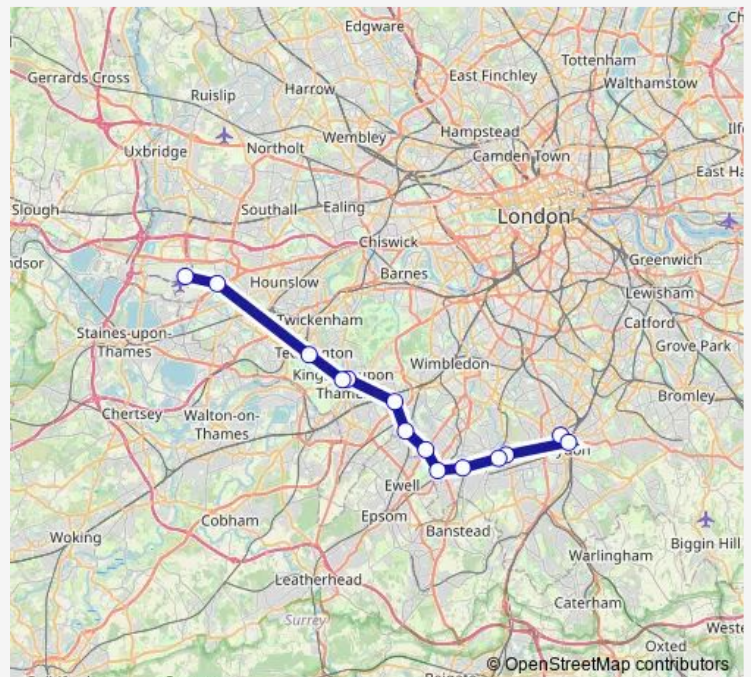 Edgware
Tottenham
Gerrards Cross
East Finchley
Walthamstow
Harrow
Ruislip
Hampstead
Wembley
Northolt
Uxbridge
Camden Town
East Ha
Slough
Southall
Ealing
London
Chiswick
Greenwich
ndsor
Barnes
Hounslow
Lewisham
Twickenham
Catford
Staines-upon-
Thames
Grove Park
Wimbledon
Bromley
Chertsey
Walton-on-
Thames
Ewell
Epsom
Cobham
Banstead
Woking
Biggin Hill
Warlingham
Leatherhead
Caterham
Surrey
Oxted
© OpenStreetMap contributors